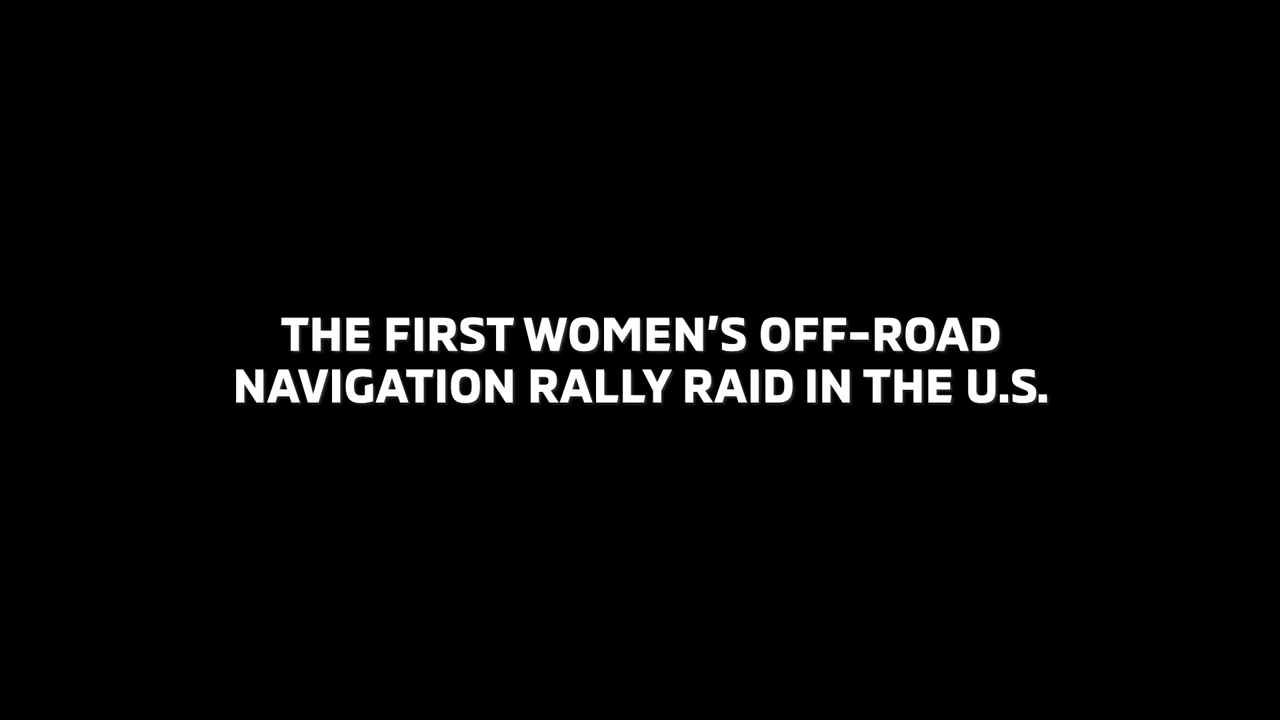 THE FIRST WOMEN'S OFF-ROAD
NAVIGATION RALLY RAID IN THE U.S.